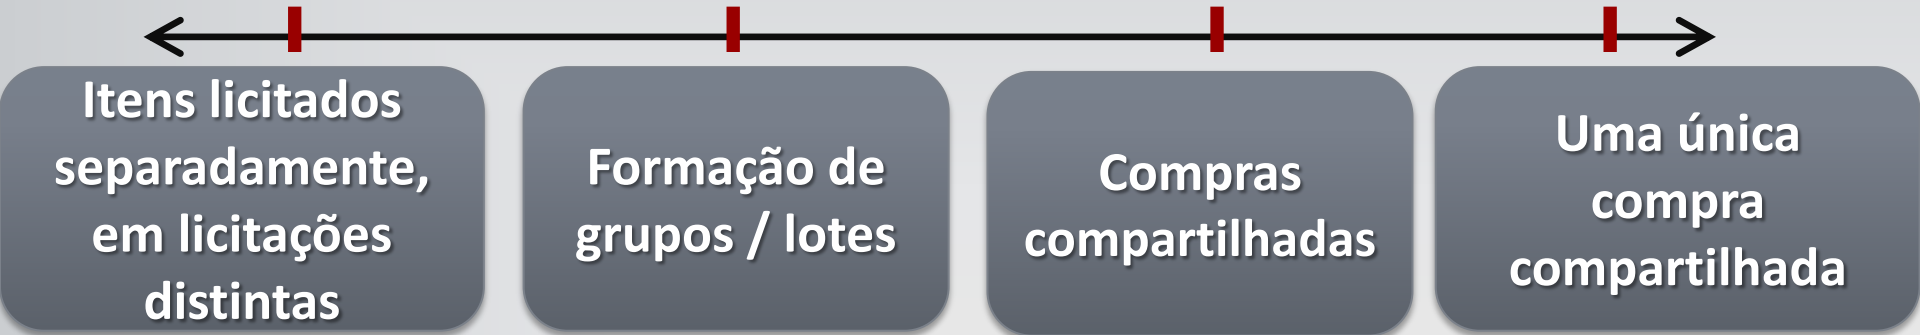 Itens licitados
separadamente,
em licitações
distintas
Formação de
grupos / lotes
Compras
compartilhadas
Uma única
compra
compartilhada